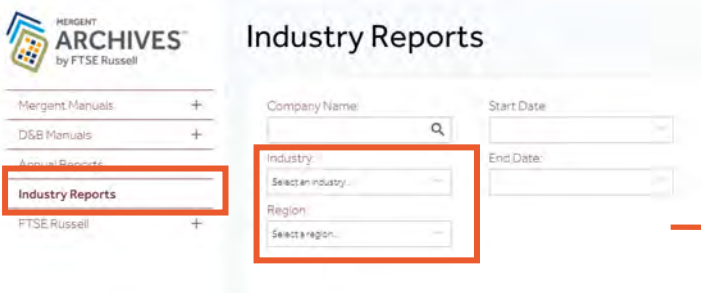 MERGENT
ARCHIVES™
by FTSE Russell
Industry Reports
Mergent Manuals +
D&B Manuals +
Annual Reports
Industry Reports
FTSE Russell +
Company Name:
Start Date:
Industry:
Select an industry...
End Date:
Region:
Select a region...